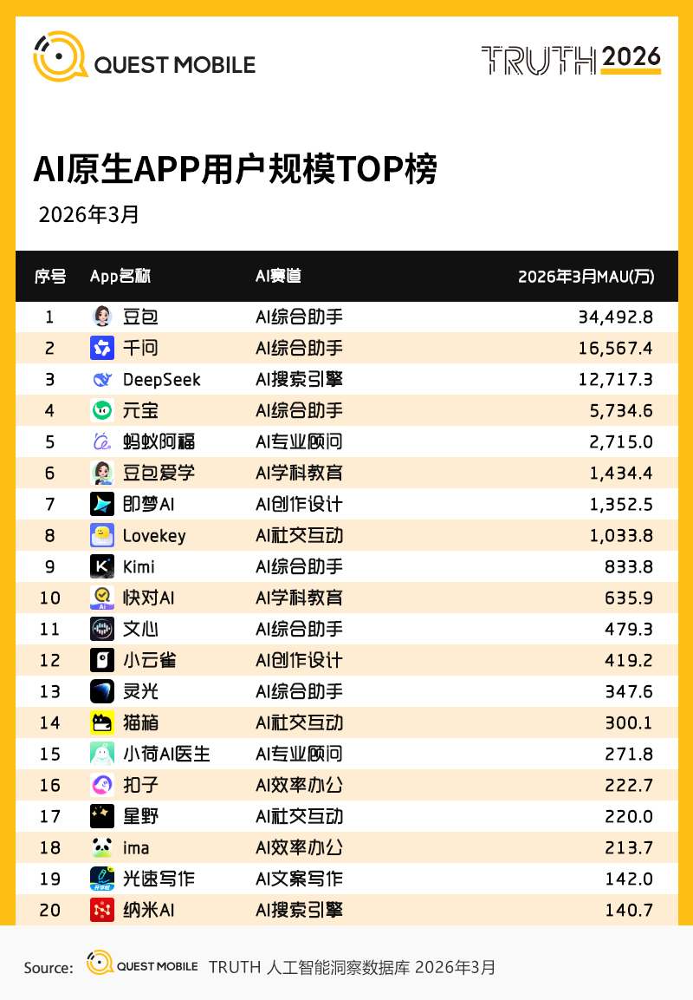 QUEST MOBILE
TRUTH 2026
AI原生APP用户规模TOP榜
2026年3月
序号 App名称 AI赛道 2026年3月MAU(万)
1 豆包 AI综合助手 34,492.8
2 千问 AI综合助手 16,567.4
3 DeepSeek AI搜索引擎 12,717.3
4 元宝 AI综合助手 5,734.6
5 蚂蚁阿福 AI专业顾问 2,715.0
6 豆包爱学 AI学科教育 1,434.4
7 即梦AI AI创作设计 1,352.5
8 Lovekey AI社交互动 1,033.8
9 Kimi AI综合助手 833.8
10 快对AI AI学科教育 635.9
11 文心 AI综合助手 479.3
12 小云雀 AI创作设计 419.2
13 灵光 AI综合助手 347.6
14 猫箱 AI社交互动 300.1
15 小荷AI医生 AI专业顾问 271.8
16 扣子 AI效率办公 222.7
17 星野 AI社交互动 220.0
18 ima AI效率办公 213.7
19 光速写作 AI文案写作 142.0
20 纳米AI AI搜索引擎 140.7
Source: QUEST MOBILE TRUTH 人工智能洞察数据库 2026年3月